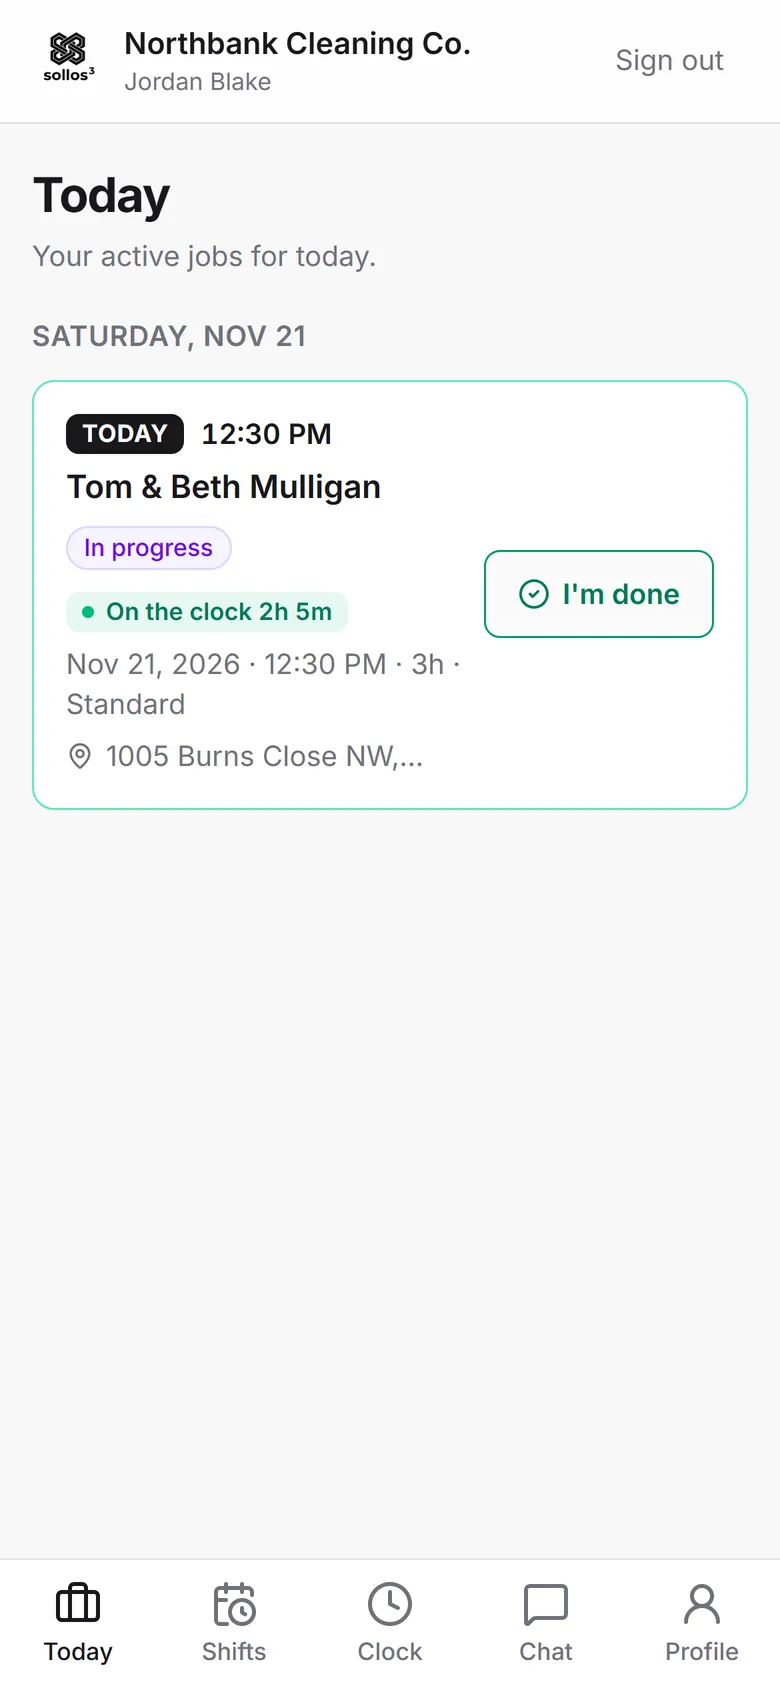 sollos³
Northbank Cleaning Co.
Jordan Blake
Sign out
Today
Your active jobs for today.
SATURDAY, NOV 21
TODAY 12:30 PM
Tom & Beth Mulligan
In progress
On the clock 2h 5m
I'm done
Nov 21, 2026 · 12:30 PM · 3h ·
Standard
1005 Burns Close NW,...
Today
Shifts
Clock
Chat
Profile